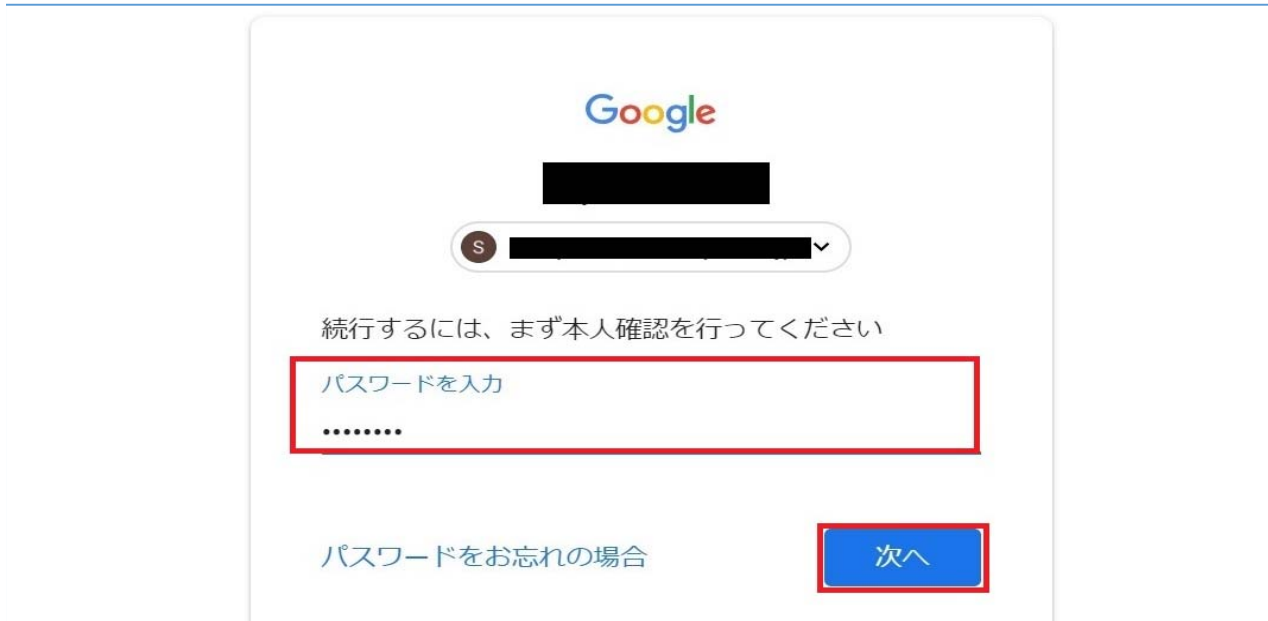 Google
S
続行するには、まず本人確認を行ってください
パスワードを入力
••••••••
パスワードをお忘れの場合
次へ